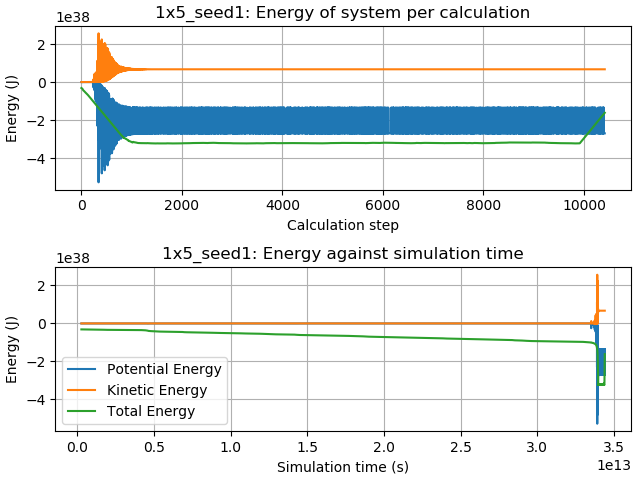 1x5_seed1: Energy of system per calculation
1e38
2
0
−2
−4
Energy (J)
0 2000 4000 6000 8000 10000
Calculation step
1x5_seed1: Energy against simulation time
1e38
2
0
−2
−4
Energy (J)
Potential Energy
Kinetic Energy
Total Energy
0.0 0.5 1.0 1.5 2.0 2.5 3.0 3.5
1e13
Simulation time (s)